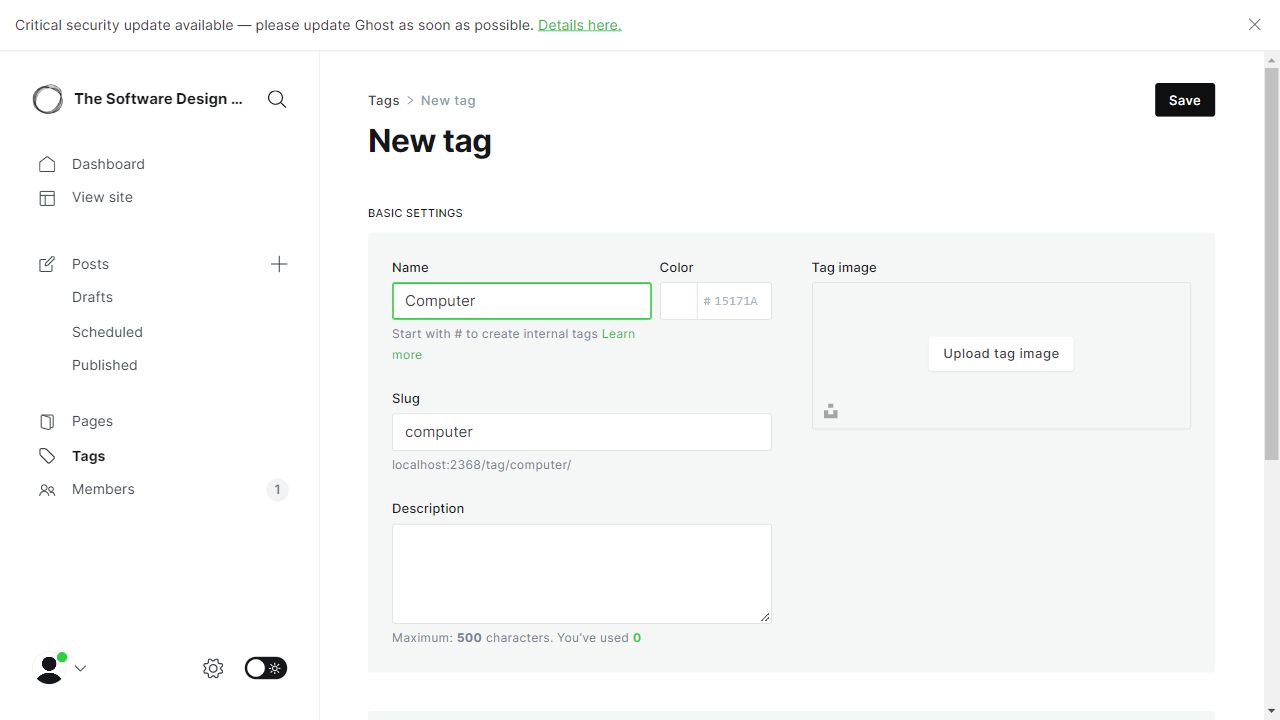 Critical security update available — please update Ghost as soon as possible. Details here.
The Software Design ...
Dashboard
View site
Posts
Drafts
Scheduled
Published
Pages
Tags
Members
1
Tags > New tag
Save
New tag
BASIC SETTINGS
Name
Computer
Start with # to create internal tags Learn
more
Color
# 15171A
Slug
computer
localhost:2368/tag/computer/
Description
Maximum: 500 characters. You've used 0
Tag image
Upload tag image